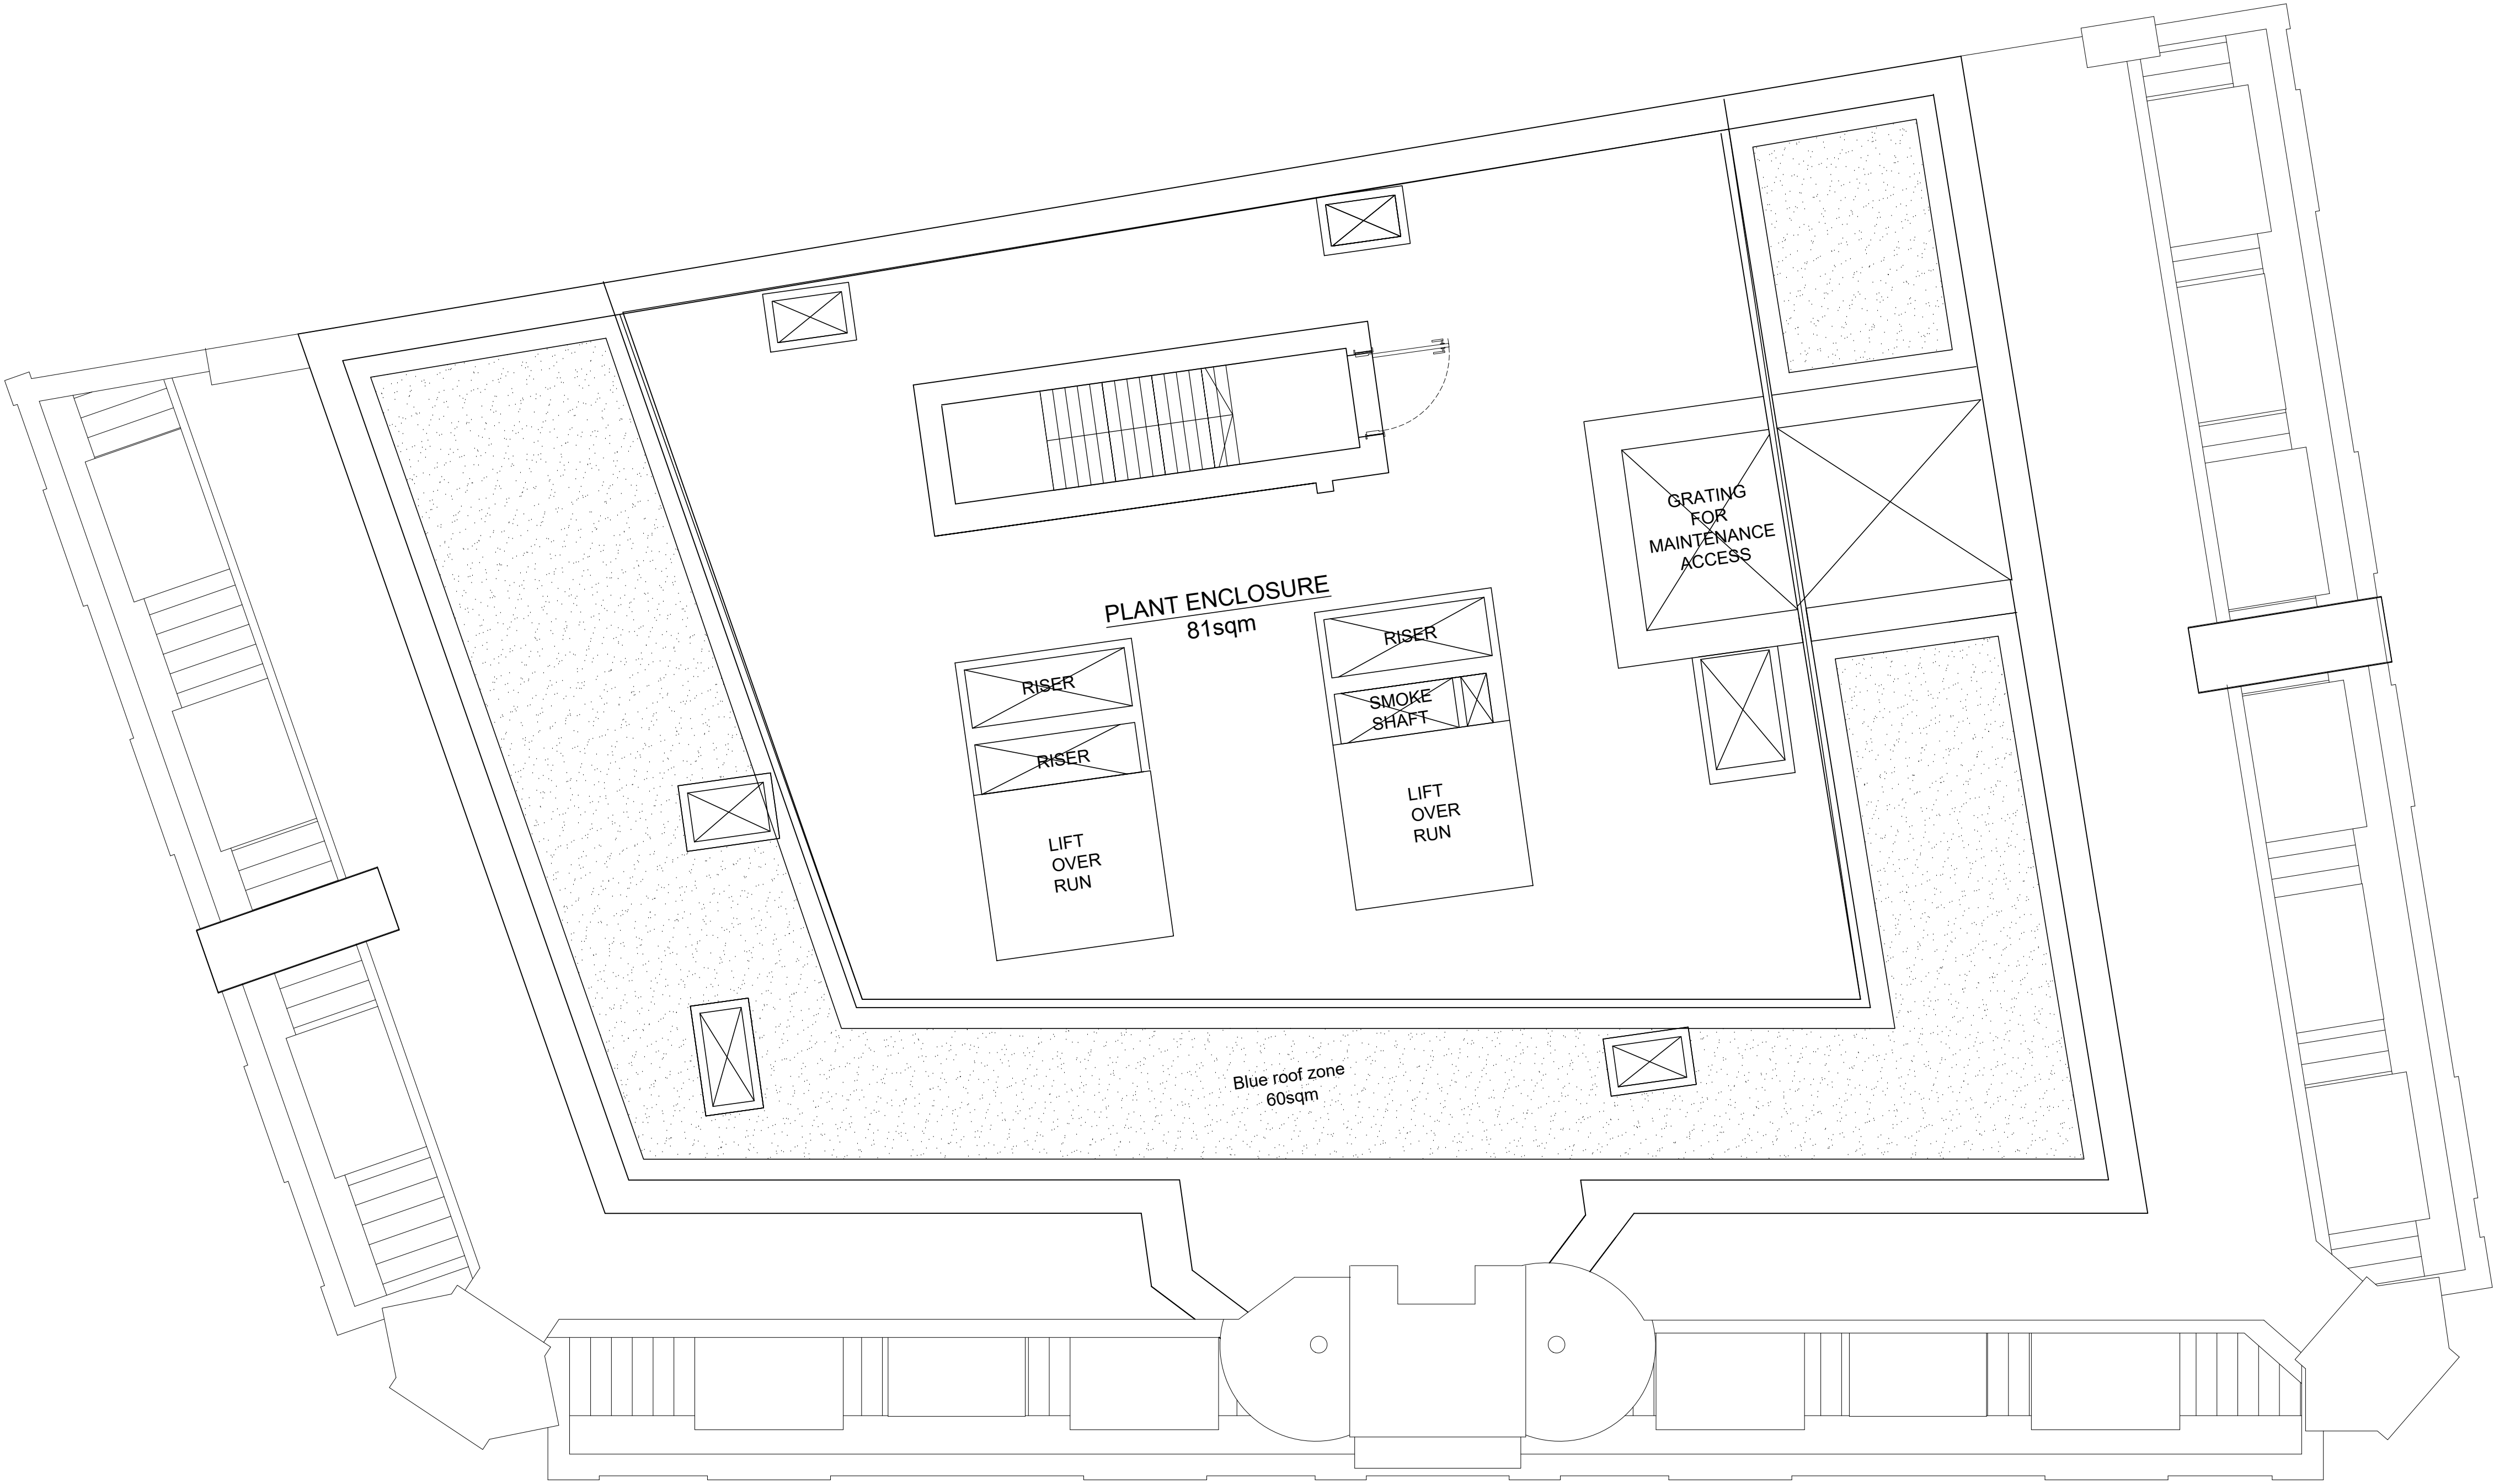 GRATING
FOR
MAINTENANCE
ACCESS
PLANT ENCLOSURE
81sqm
RISER
RISER
LIFT
OVER
RUN
RISER
SMOKE
SHAFT
LIFT
OVER
RUN
Blue roof zone
60sqm